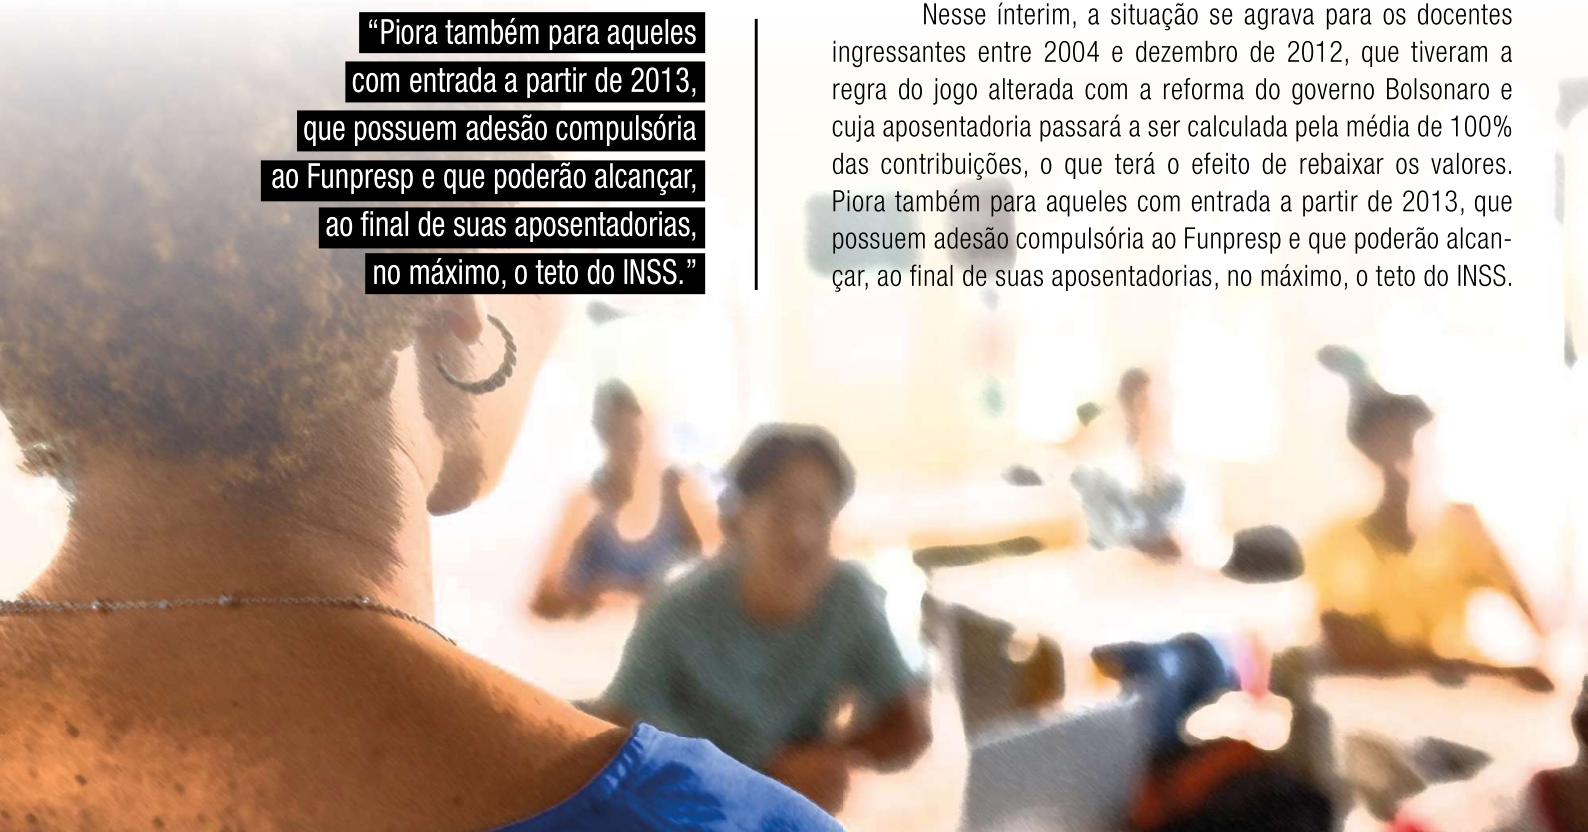 “Piora também para aqueles
com entrada a partir de 2013,
que possuem adesão compulsória
ao Funpresp e que poderão alcançar,
ao final de suas aposentadorias,
no máximo, o teto do INSS.”
Nesse ínterim, a situação se agrava para os docentes
ingressantes entre 2004 e dezembro de 2012, que tiveram a
regra do jogo alterada com a reforma do governo Bolsonaro e
cuja aposentadoria passará a ser calculada pela média de 100%
das contribuições, o que terá o efeito de rebaixar os valores.
Piora também para aqueles com entrada a partir de 2013, que
possuem adesão compulsória ao Funpresp e que poderão alcan-
çar, ao final de suas aposentadorias, no máximo, o teto do INSS.